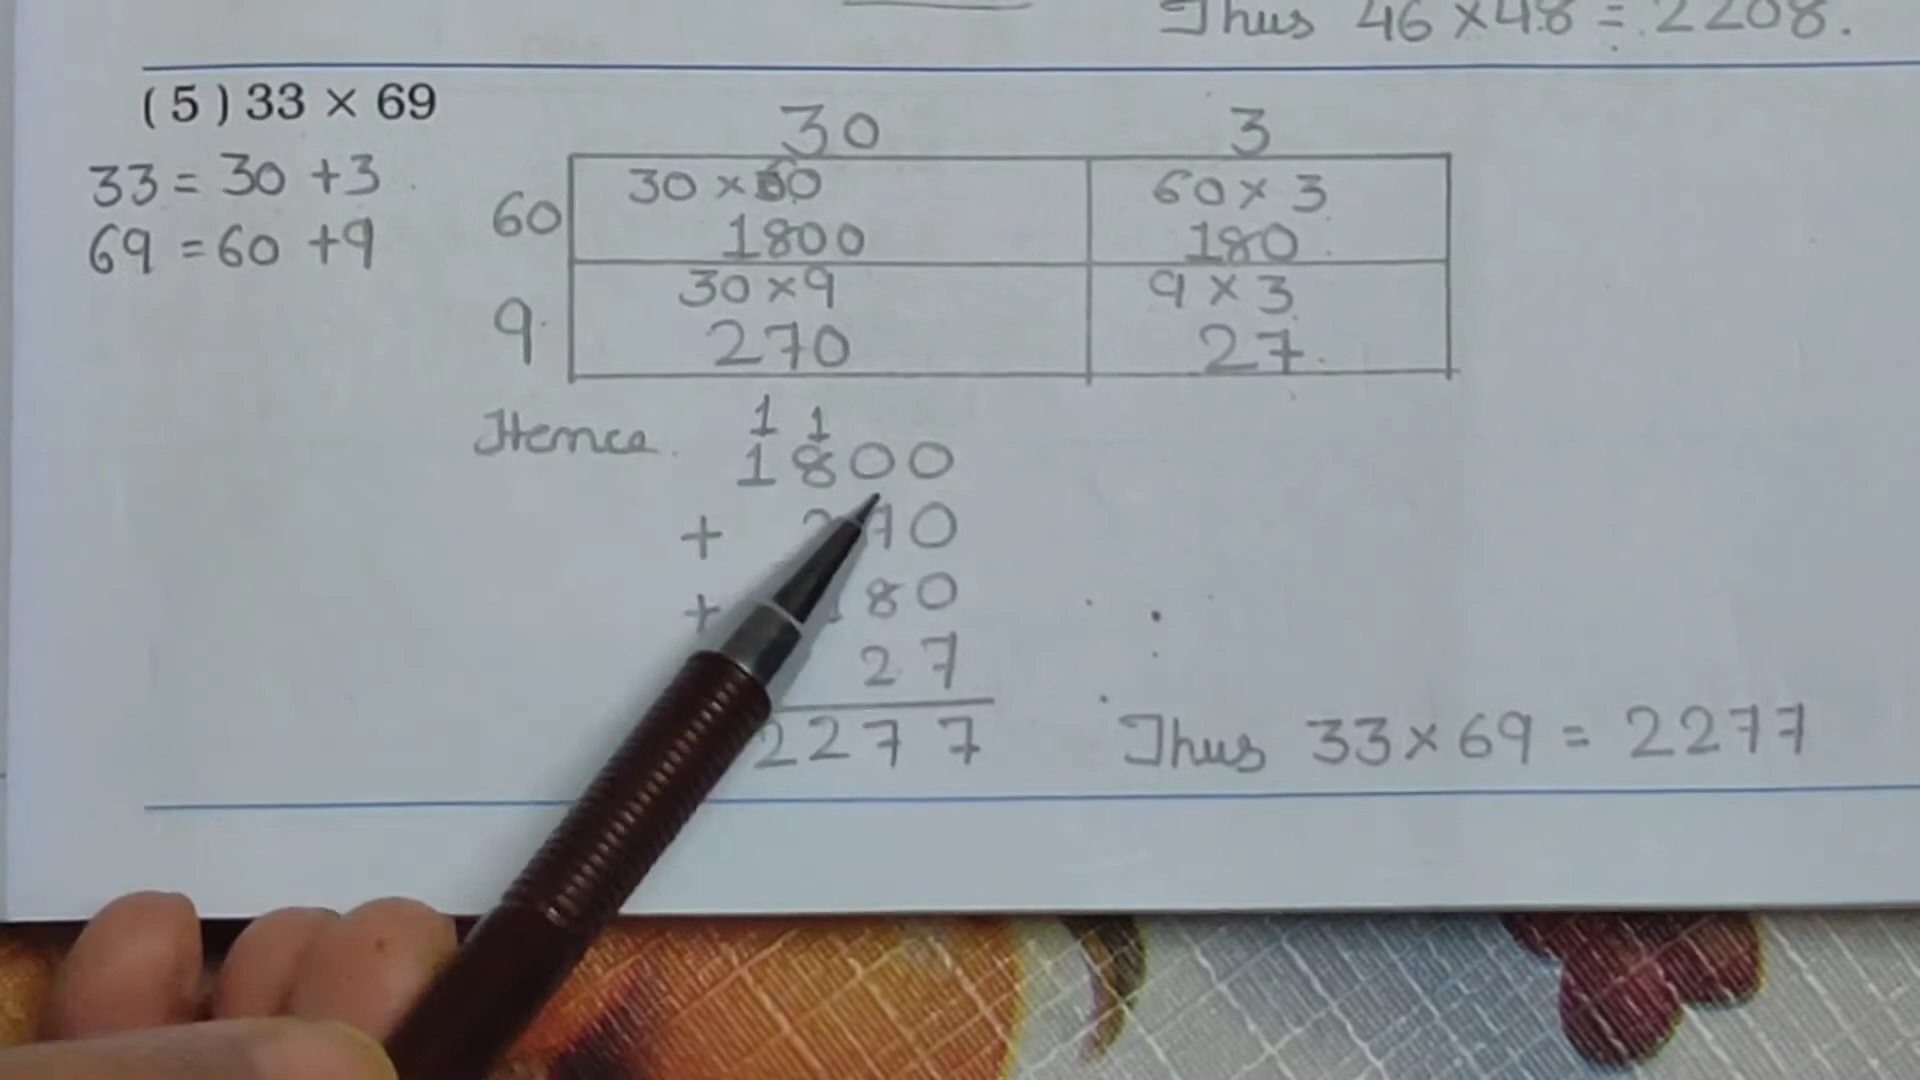 Thus 46 × 48 = 2208.
(5) 33 × 69
33 = 30 + 3
69 = 60 + 9
30 3
60 30 × 60 60 × 3
1800 180
9 30 × 9 9 × 3
270 27
Hence
1 1
1800
+ 270
+ 180
27
2277
Thus 33 × 69 = 2277